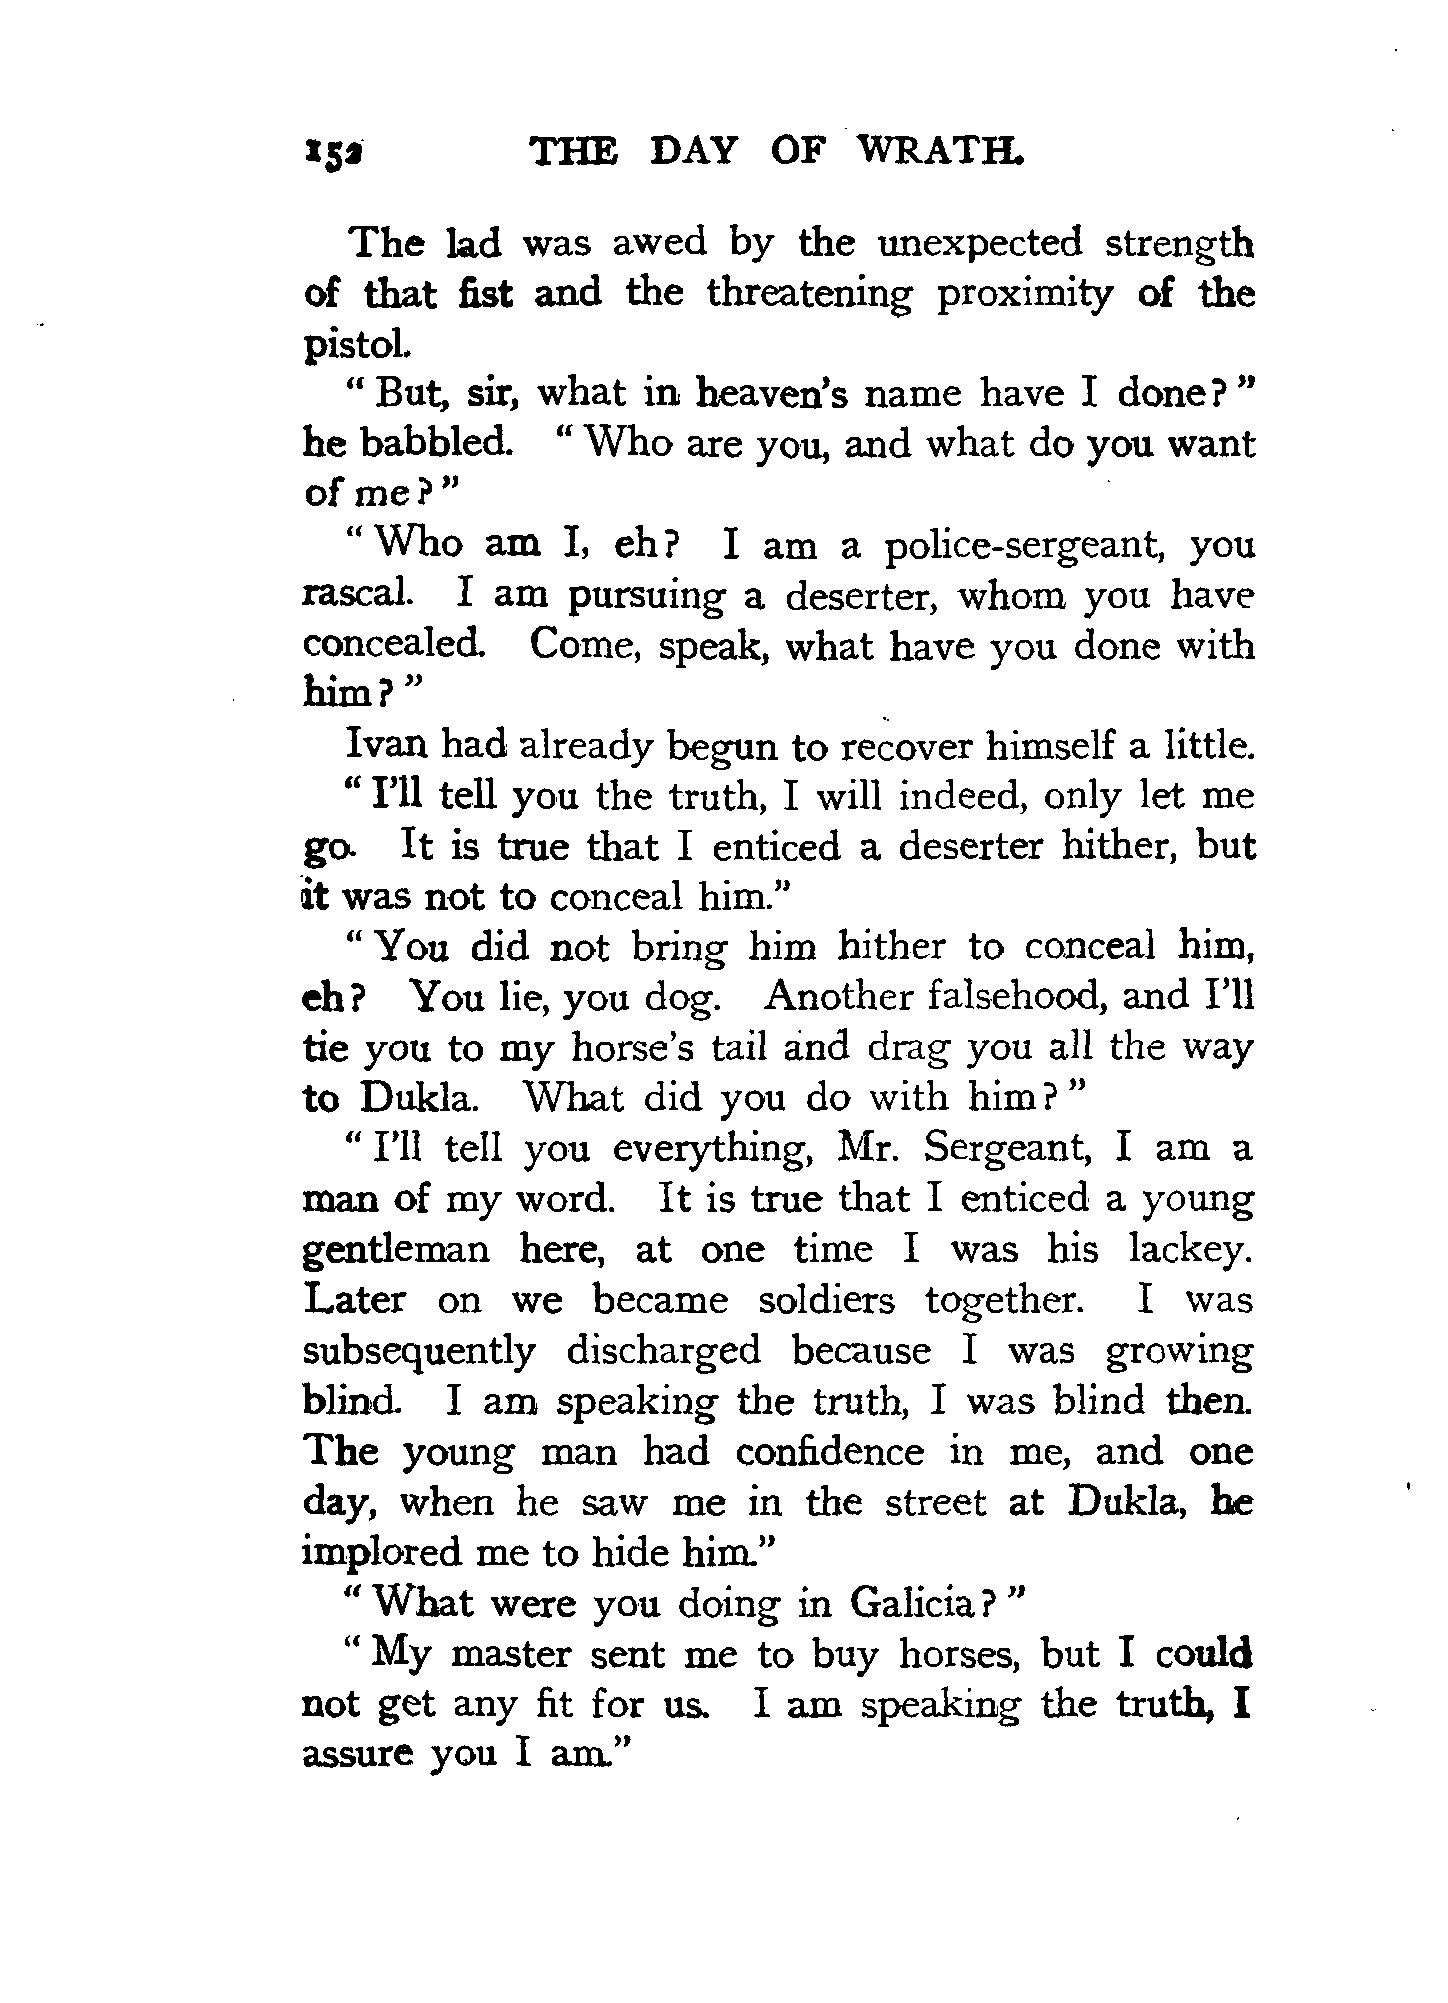 152 THE DAY OF WRATH.
The lad was awed by the unexpected strength
of that fist and the threatening proximity of the
pistol.
" But, sir, what in heaven's name have I done? "
he babbled. " Who are you, and what do you want
of me? "
" Who am I, eh? I am a police-sergeant, you
rascal. I am pursuing a deserter, whom you have
concealed. Come, speak, what have you done with
him? "
Ivan had already begun to recover himself a little.
" I'll tell you the truth, I will indeed, only let me
go. It is true that I enticed a deserter hither, but
it was not to conceal him."
" You did not bring him hither to conceal him,
eh? You lie, you dog. Another falsehood, and I'll
tie you to my horse's tail and drag you all the way
to Dukla. What did you do with him? "
" I'll tell you everything, Mr. Sergeant, I am a
man of my word. It is true that I enticed a young
gentleman here, at one time I was his lackey.
Later on we became soldiers together. I was
subsequently discharged because I was growing
blind. I am speaking the truth, I was blind then.
The young man had confidence in me, and one
day, when he saw me in the street at Dukla, he
implored me to hide him."
" What were you doing in Galicia? "
" My master sent me to buy horses, but I could
not get any fit for us. I am speaking the truth, I
assure you I am."